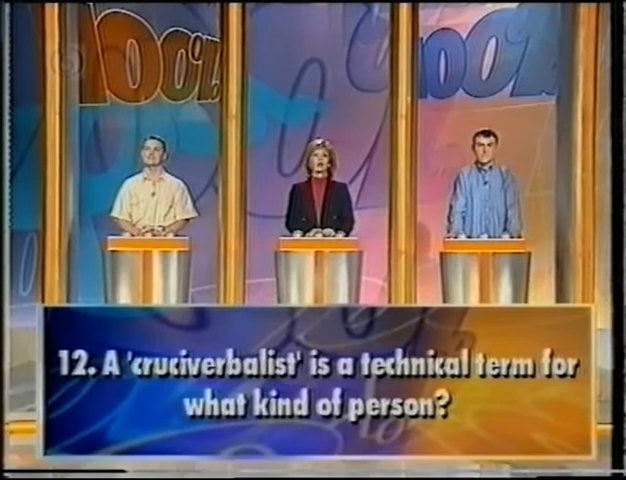 100%
100%
12. A 'cruciverbalist' is a technical term for
what kind of person?